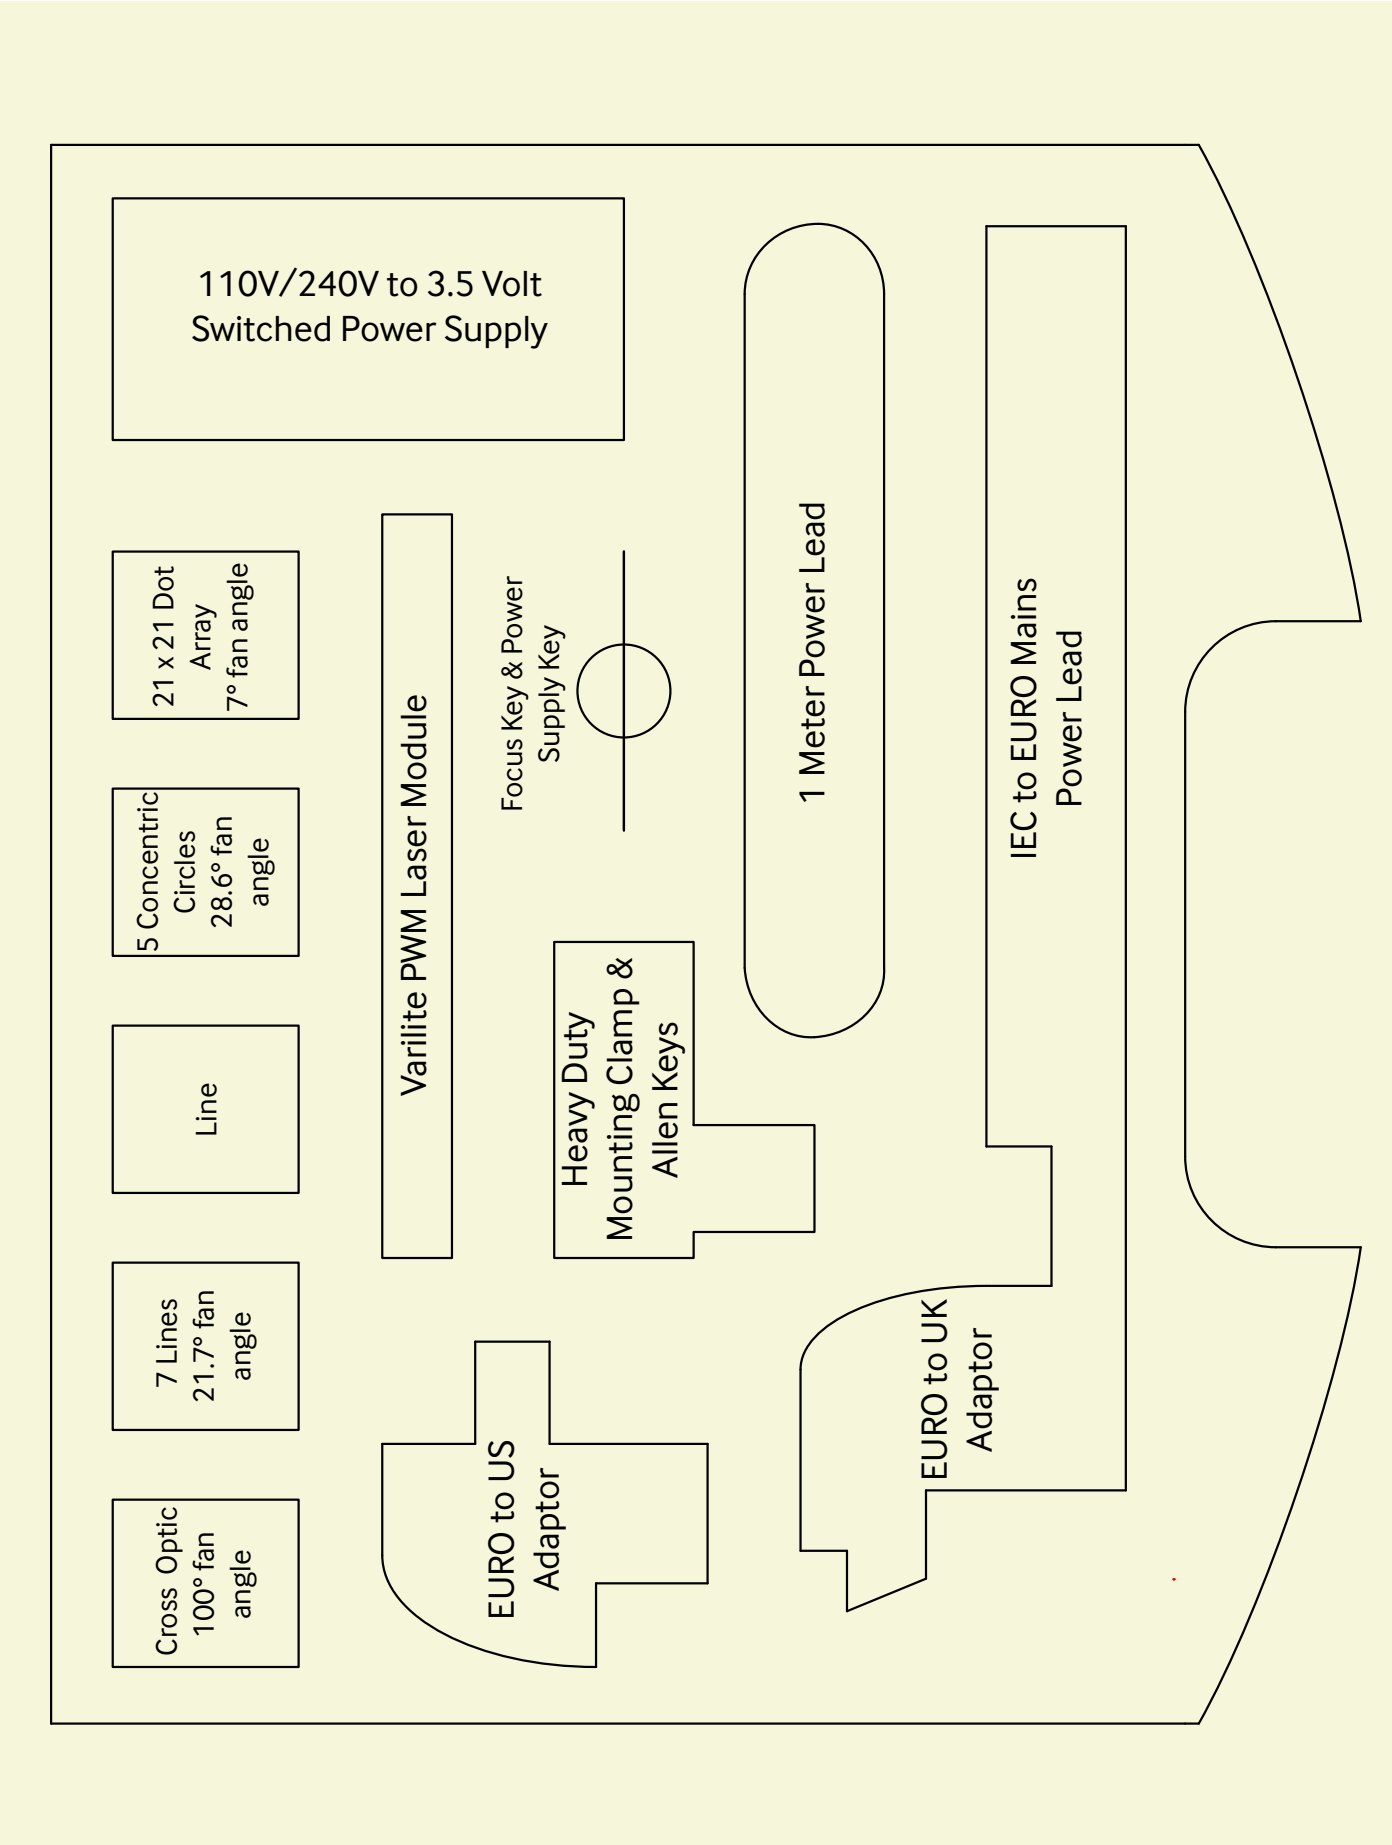 110V/240V to 3.5 Volt
Switched Power Supply
21 x 21 Dot
Array
7° fan angle
5 Concentric
Circles
28.6° fan
angle
Line
7 Lines
21.7° fan
angle
Cross Optic
100° fan
angle
Varilite PWM Laser Module
Focus Key & Power
Supply Key
Heavy Duty
Mounting Clamp &
Allen Keys
EURO to US
Adaptor
1 Meter Power Lead
IEC to EURO Mains
Power Lead
EURO to UK
Adaptor